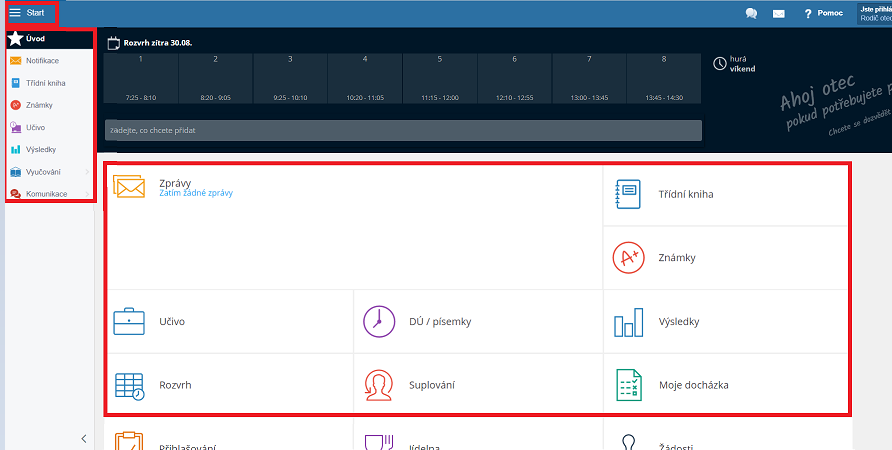 Start
? Pomoc
Jste přihlá
Rodič otec
Úvod
Notifikace
Třídní kniha
Známky
Učivo
Výsledky
Vyučování
Komunikace
Rozvrh zítra 30.08.
1 2 3 4 5 6 7 8
7:25 - 8:10 8:20 - 9:05 9:25 - 10:10 10:20 - 11:05 11:15 - 12:00 12:10 - 12:55 13:00 - 13:45 13:45 - 14:30
hurá
víkend
Zadejte, co chcete přidat
Ahoj otec
pokud potřebujete p
Chcete se dozvědět
Zprávy
Zatím žádné zprávy
Třídní kniha
A+
Známky
Učivo
DÚ / písemky
Výsledky
Rozvrh
Suplování
Moje docházka
Přihlašování
Jídelna
Žádosti